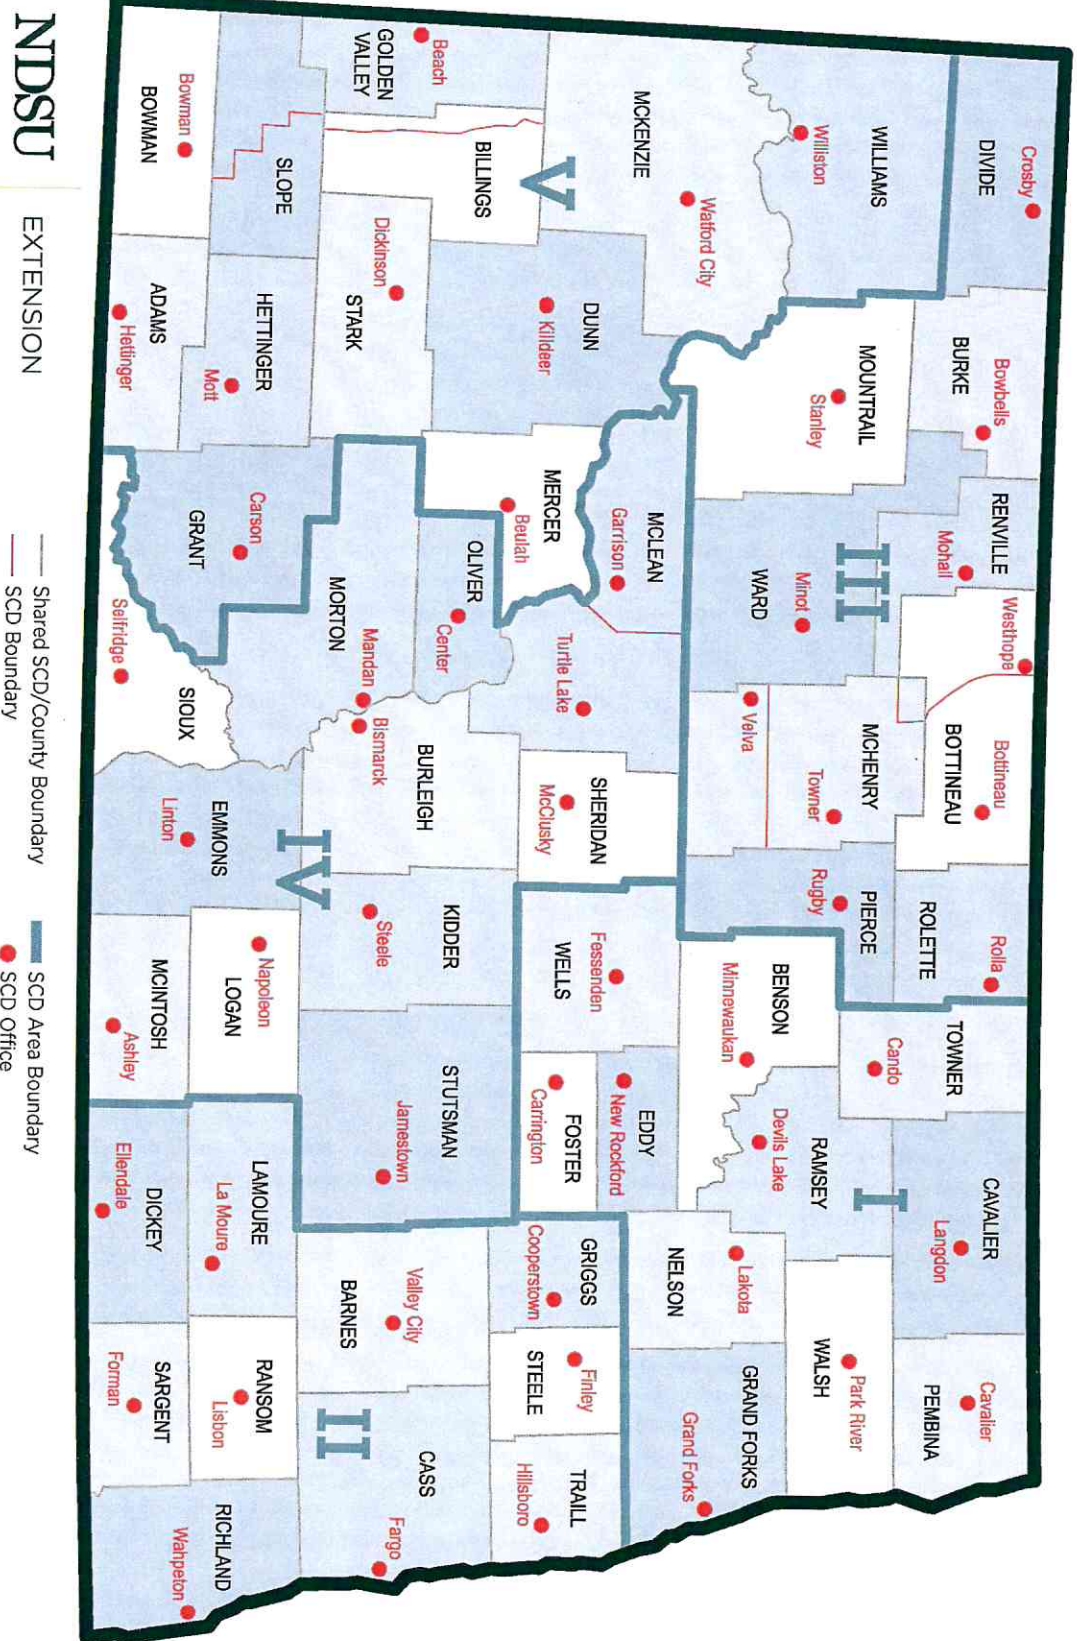 DIVIDE
Crosby
BURKE
Bowbells
RENVILLE
Mohall
BOTTINEAU
Westhope
Bottineau
ROLETTE
Rolla
TOWNER
Cando
CAVALIER
Langdon
PEMBINA
Cavalier
WILLIAMS
Williston
MOUNTRAIL
Stanley
III
WARD
Minot
MCHENRY
Towner
Velva
PIERCE
Rugby
BENSON
Minnewaukan
RAMSEY
Devils Lake
I
WALSH
Park River
NELSON
Lakota
GRAND FORKS
Grand Forks
MCKENZIE
Watford City
V
DUNN
Killdeer
MCLEAN
Garrison
Turtle Lake
MERCER
Beulah
SHERIDAN
McClusky
WELLS
Fessenden
EDDY
New Rockford
FOSTER
Carrington
GRIGGS
Cooperstown
STEELE
Finley
TRAILL
Hillsboro
GOLDEN
VALLEY
Beach
BILLINGS
STARK
Dickinson
OLIVER
Center
MORTON
Mandan
BURLEIGH
Bismarck
KIDDER
Steele
STUTSMAN
Jamestown
BARNES
Valley City
CASS
Fargo
II
SLOPE
HETTINGER
Mott
GRANT
Carson
IV
EMMONS
Linton
LOGAN
Napoleon
LAMOURE
La Moure
RANSOM
Lisbon
RICHLAND
Wahpeton
BOWMAN
Bowman
ADAMS
Hettinger
SIOUX
Selfridge
MCINTOSH
Ashley
DICKEY
Ellendale
SARGENT
Forman
NDSU EXTENSION
Shared SCD/County Boundary
SCD Boundary
SCD Area Boundary
SCD Office